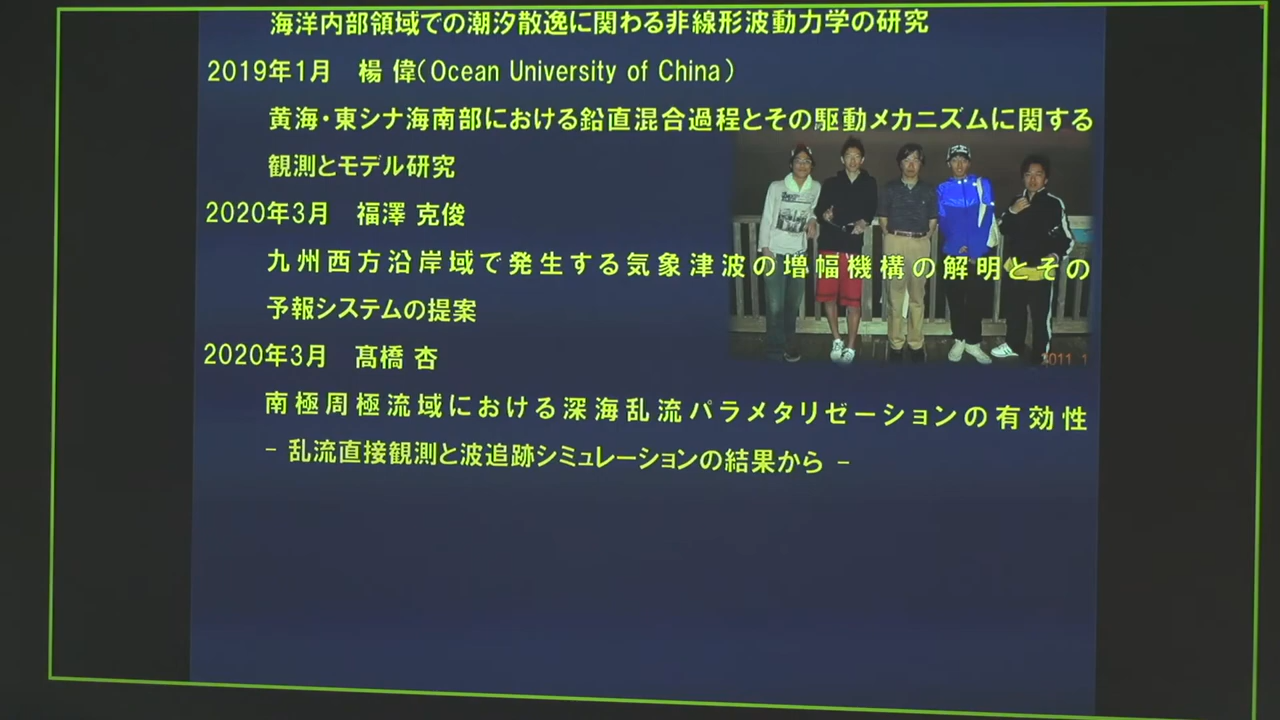 海洋内部領域での潮汐散逸に関わる非線形波動力学の研究
2019年1月　楊 偉（Ocean University of China）
黄海・東シナ海南部における鉛直混合過程とその駆動メカニズムに関する
観測とモデル研究
2020年3月　福澤 克俊
九州西方沿岸域で発生する気象津波の増幅機構の解明とその
予報システムの提案
2020年3月　髙橋 杏
南極周極流域における深海乱流パラメタリゼーションの有効性
- 乱流直接観測と波追跡シミュレーションの結果から -